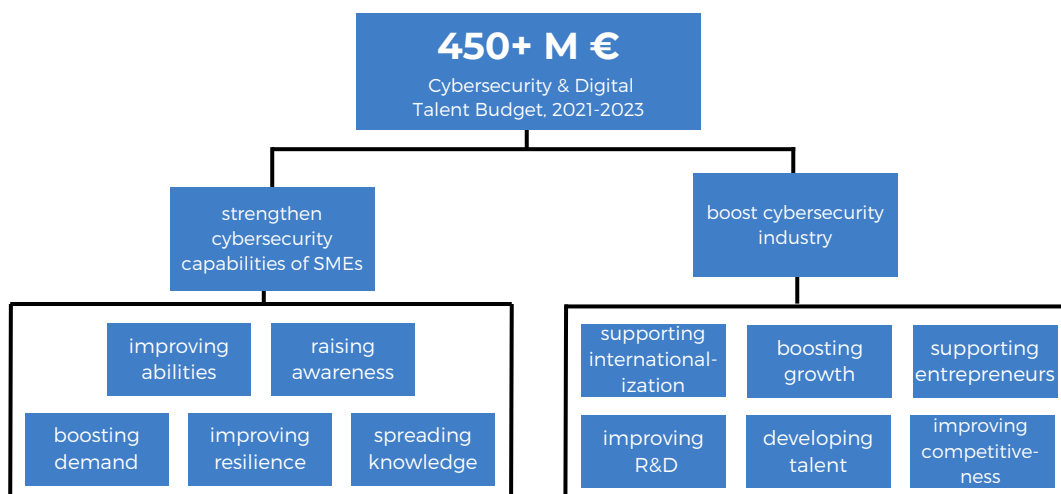 450+ M €
Cybersecurity & Digital
Talent Budget, 2021-2023
strengthen
cybersecurity
capabilities of SMEs
boost cybersecurity
industry
improving
abilities
raising
awareness
boosting
demand
improving
resilience
spreading
knowledge
supporting
international-
ization
boosting
growth
supporting
entrepreneurs
improving
R&D
developing
talent
improving
competitive-
ness